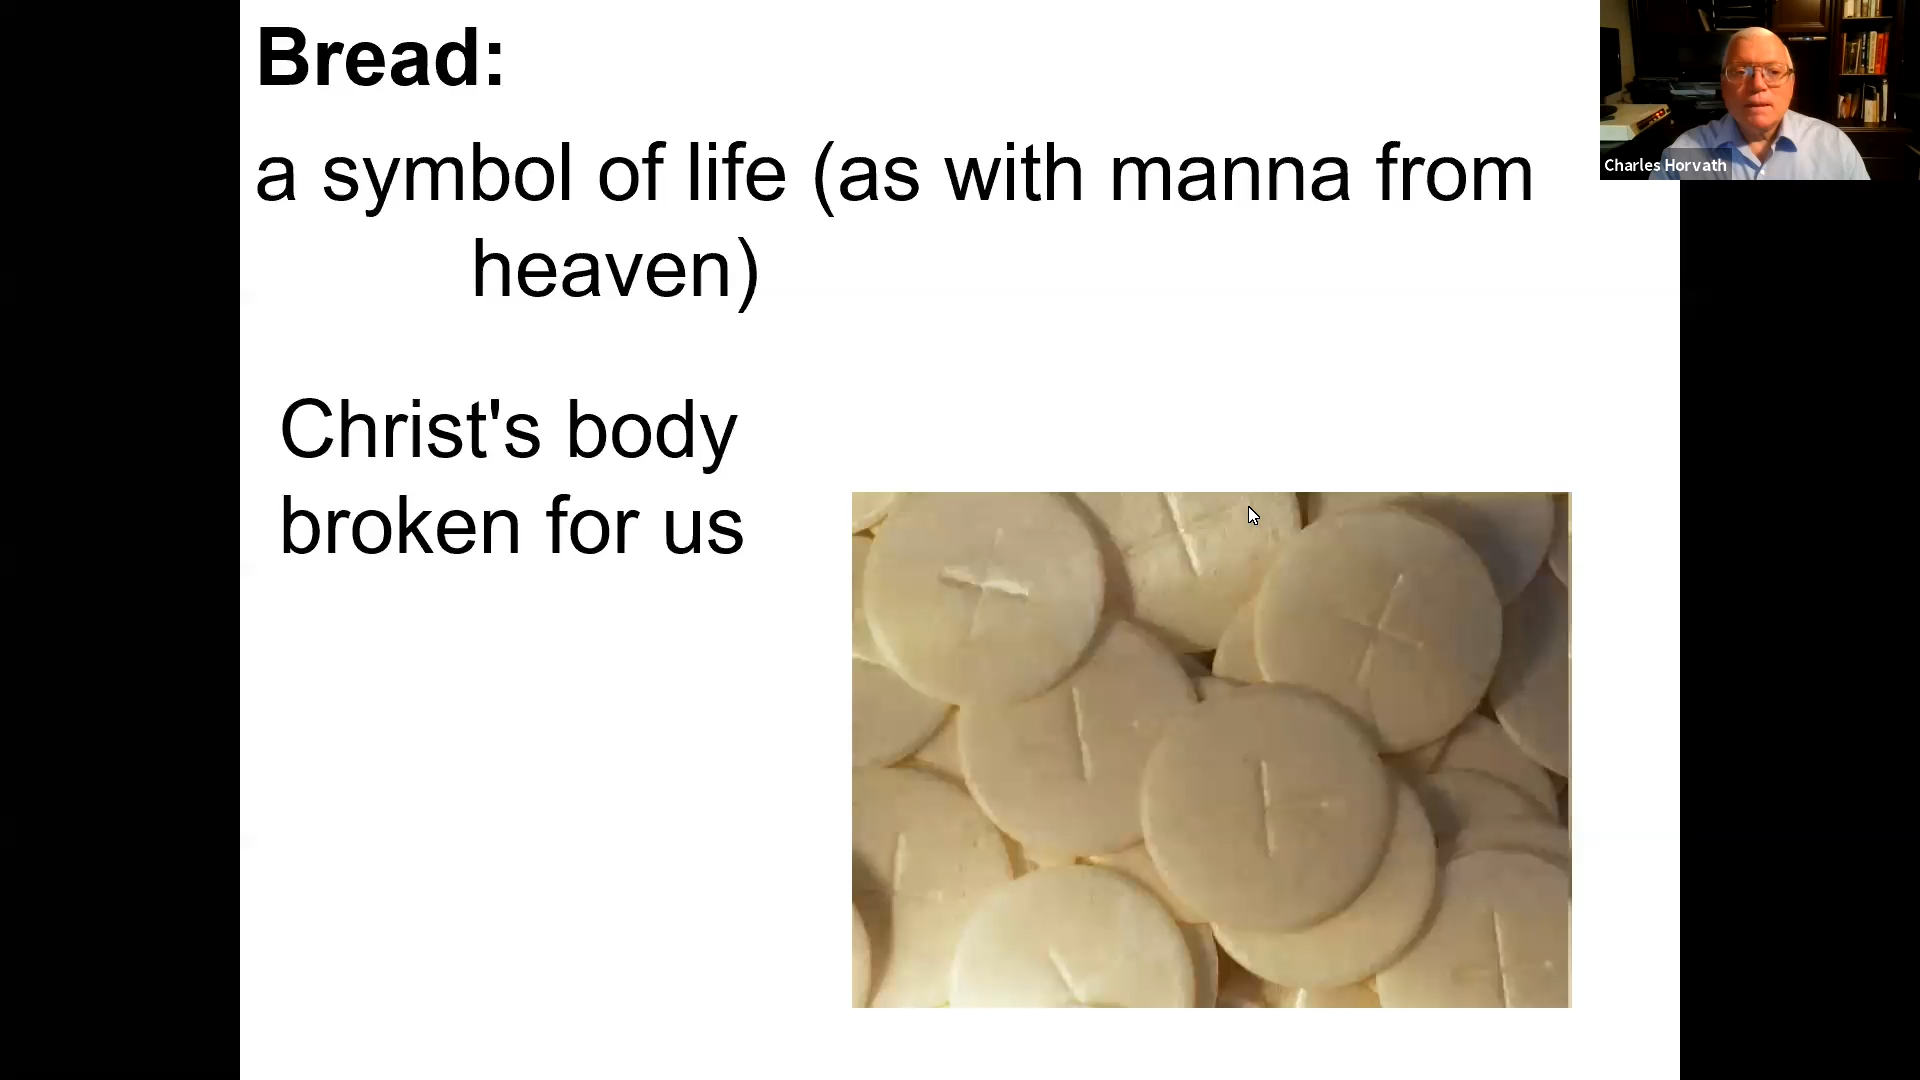 Bread:
a symbol of life (as with manna from
heaven)
Christ's body
broken for us
Charles Horvath